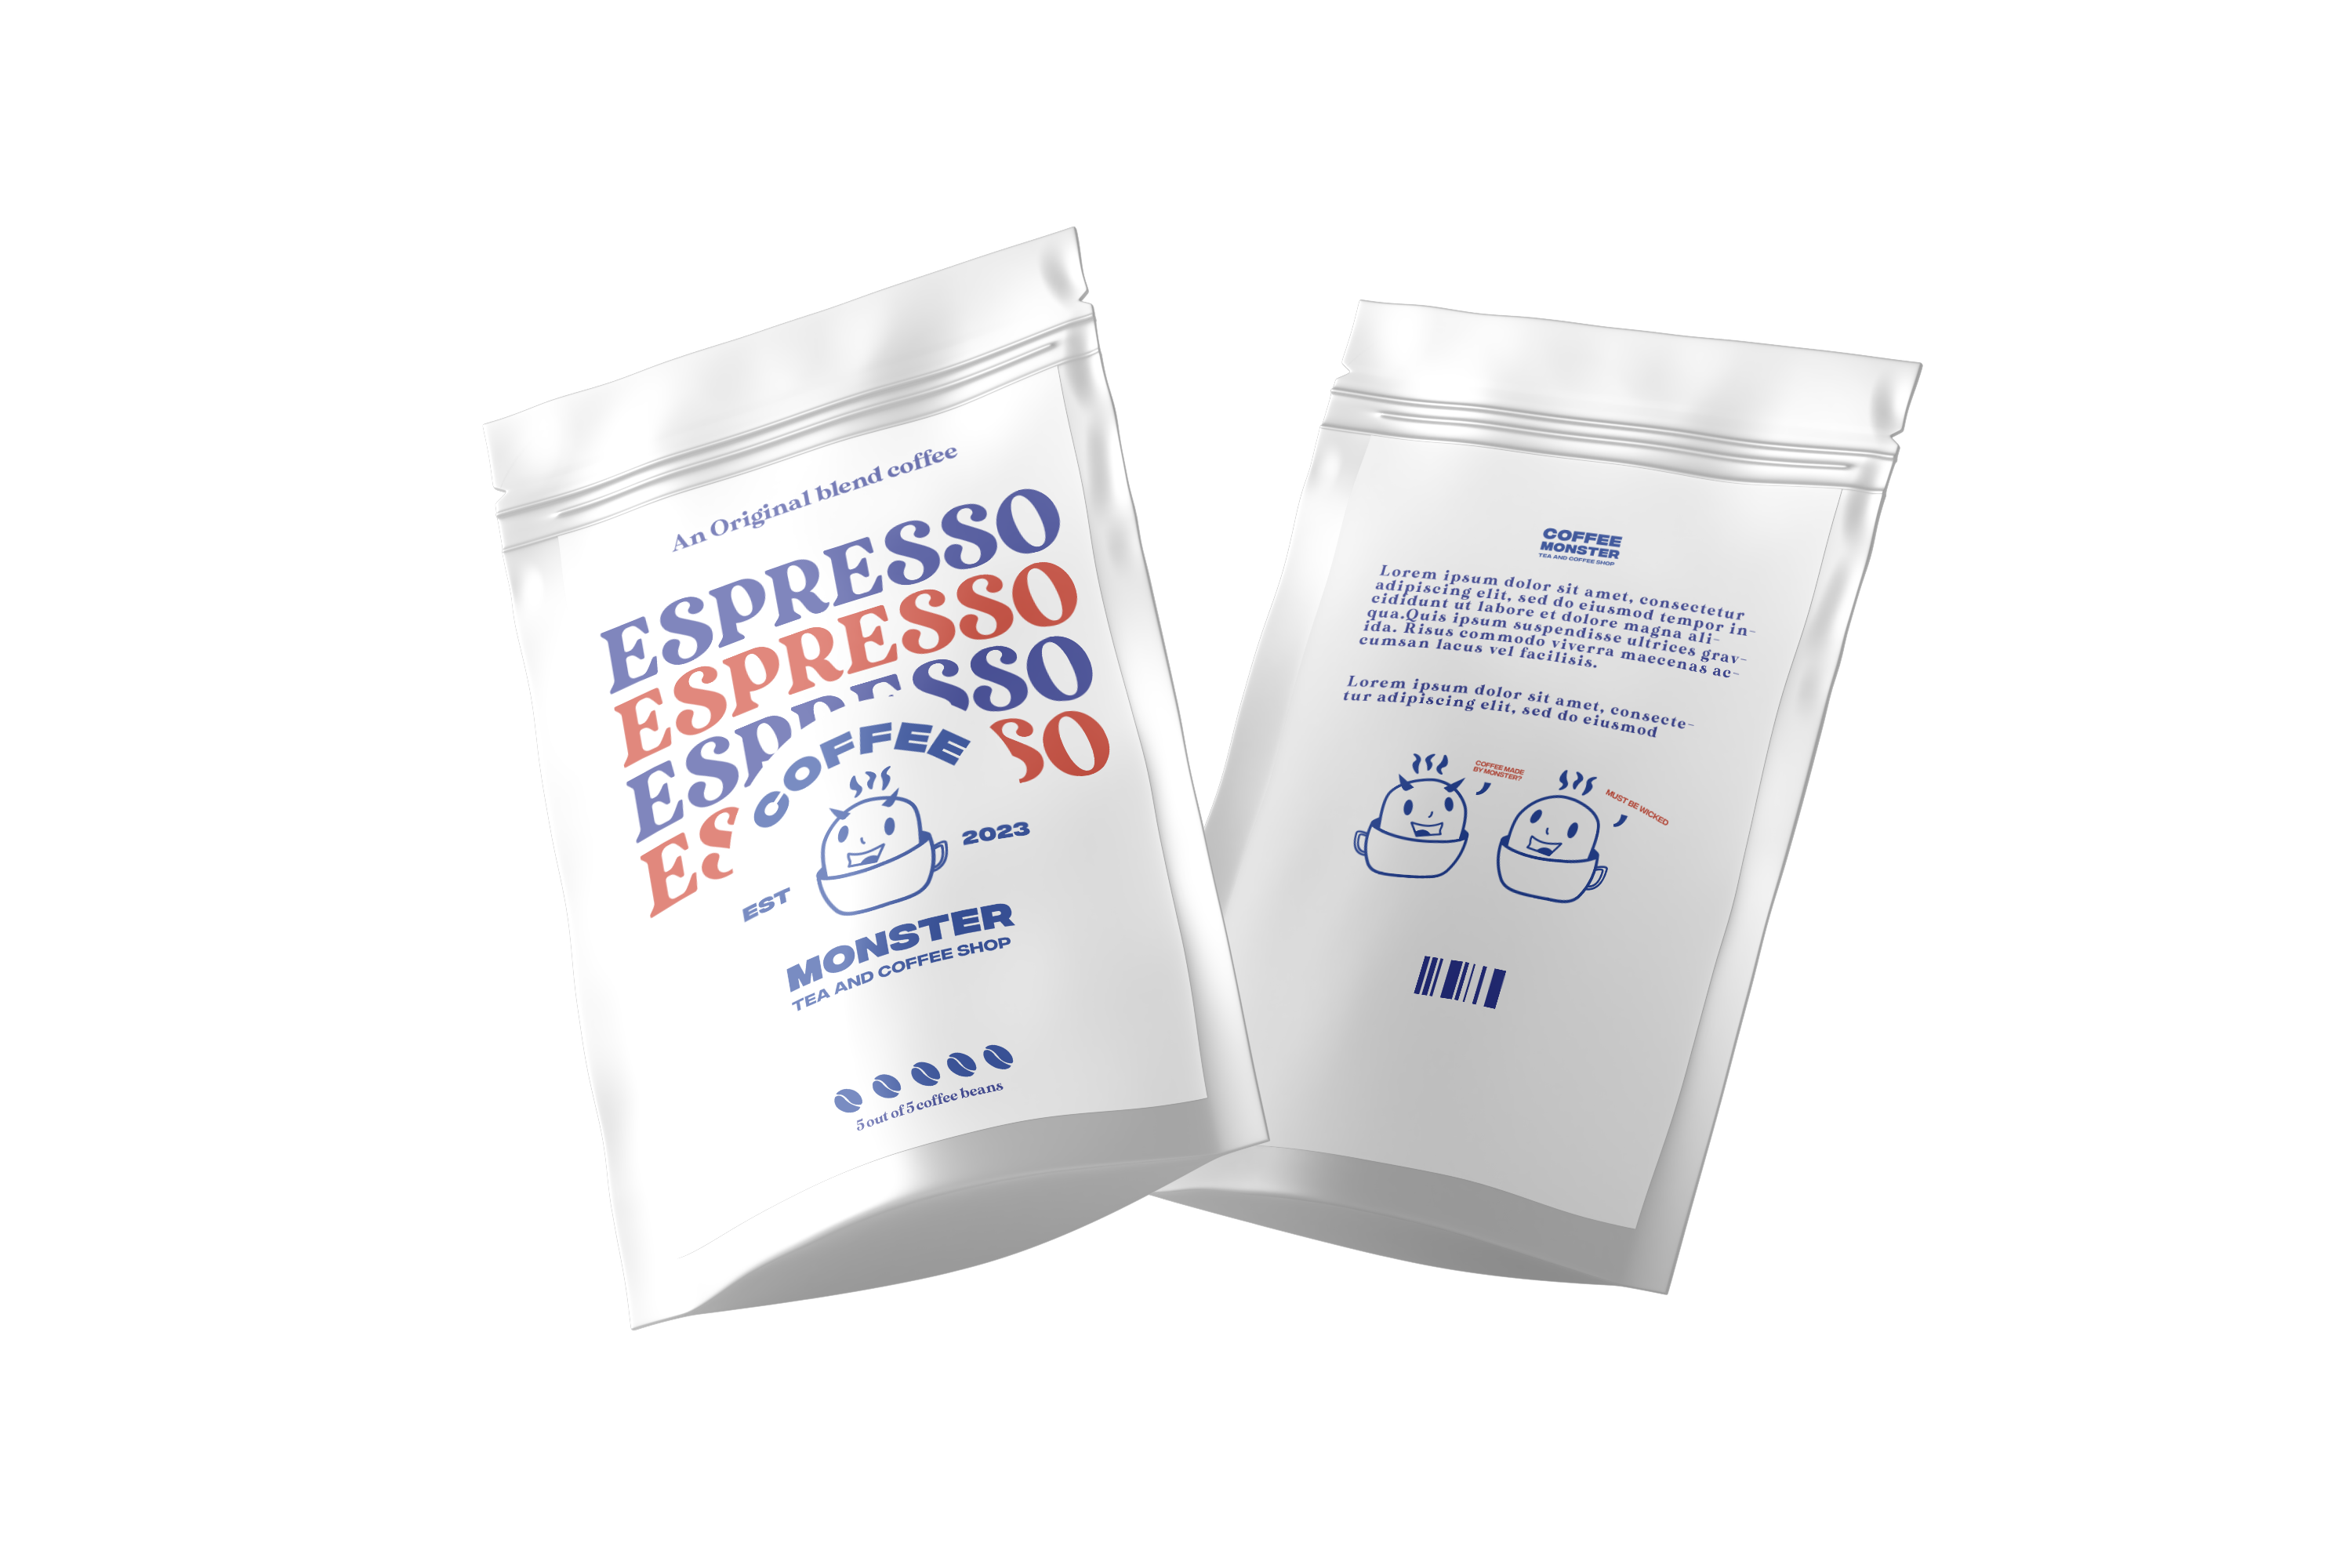 An Original blend coffee
ESPRESSO
ESPRESSO
ESPRESSO
ES SO
COFFEE
EST 2023
MONSTER
TEA AND COFFEE SHOP
5 out of 5 coffee beans
COFFEE
MONSTER
TEA AND COFFEE SHOP
Lorem ipsum dolor sit amet, consectetur
adipiscing elit, sed do eiusmod tempor in-
cididunt ut labore et dolore magna ali-
qua.Quis ipsum suspendisse ultrices grav-
ida. Risus commodo viverra maecenas ac-
cumsan lacus vel facilisis.
Lorem ipsum dolor sit amet, consecte-
tur adipiscing elit, sed do eiusmod
COFFEE MADE
BY MONSTER?
MUST BE WICKED